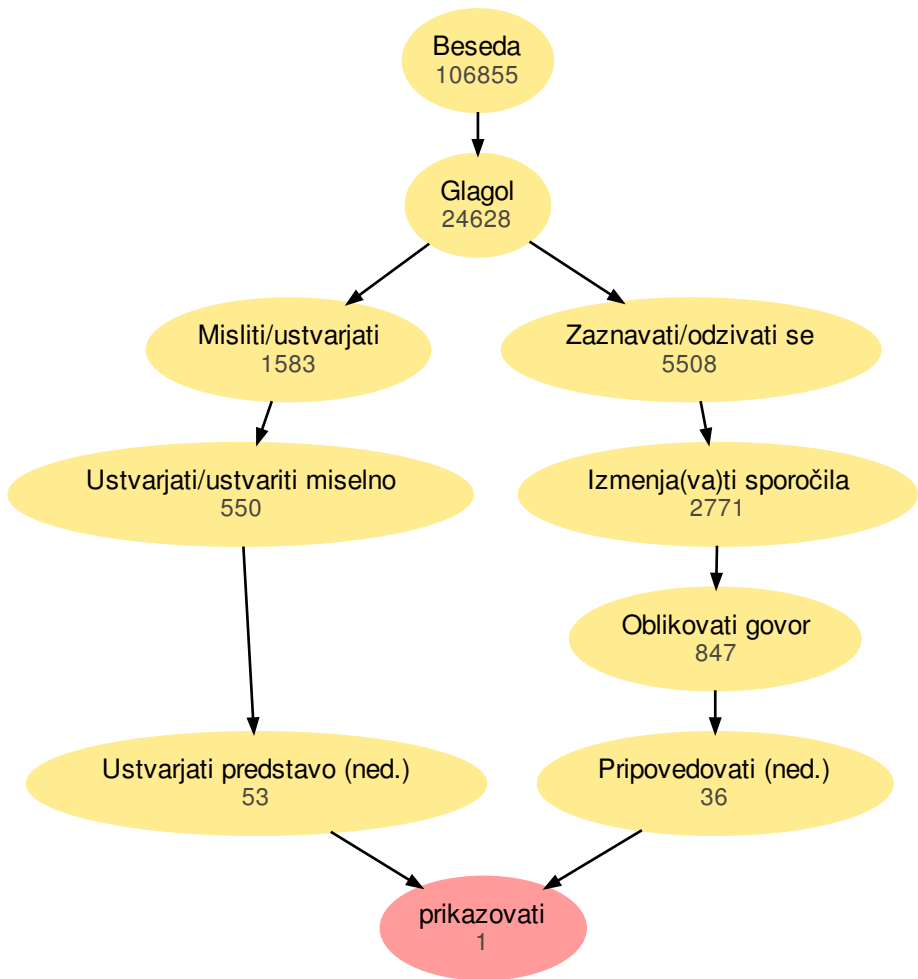 Beseda
106855
Glagol
24628
Misliti/ustvarjati
1583
Zaznavati/odzivati se
5508
Ustvarjati/ustvariti miselno
550
Izmenja(va)ti sporočila
2771
Oblikovati govor
847
Ustvarjati predstavo (ned.)
53
Pripovedovati (ned.)
36
prikazovati
1